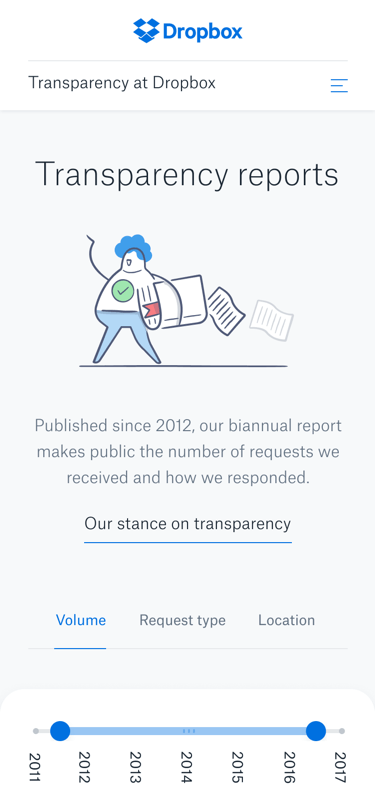 Dropbox
Transparency at Dropbox
Transparency reports
Published since 2012, our biannual report
makes public the number of requests we
received and how we responded.
Our stance on transparency
Volume Request type Location
2011 2012 2013 2014 2015 2016 2017